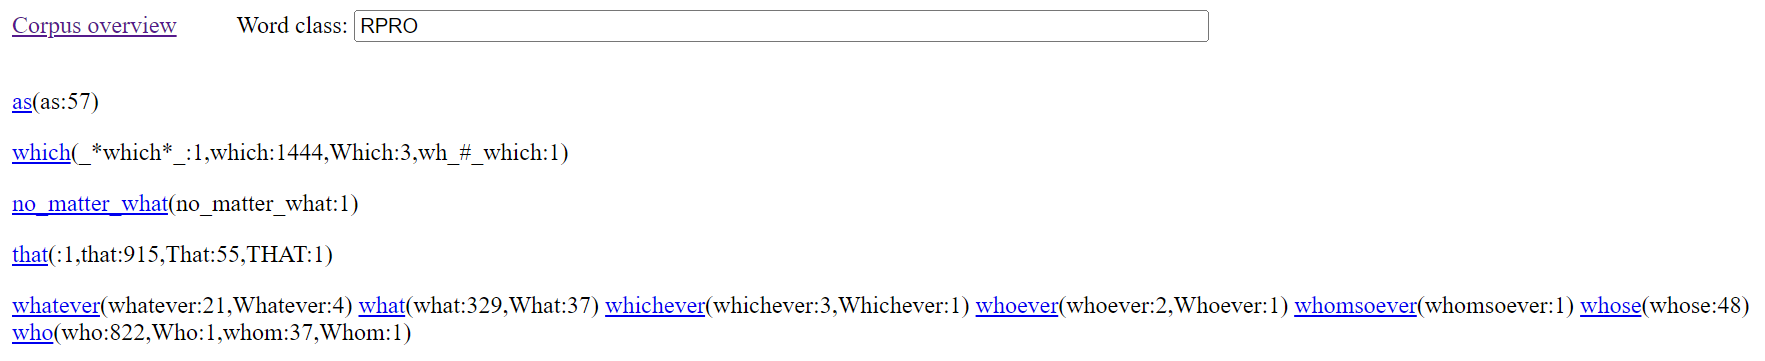 Corpus overview Word class: RPRO
as(as:57)
which(_*which*_:1,which:1444,Which:3,wh_#_which:1)
no_matter_what(no_matter_what:1)
that(:1,that:915,That:55,THAT:1)
whatever(whatever:21,Whatever:4) what(what:329,What:37) whichever(whichever:3,Whichever:1) whoever(whoever:2,Whoever:1) whomsoever(whomsoever:1) whose(whose:48)
who(who:822,Who:1,whom:37,Whom:1)